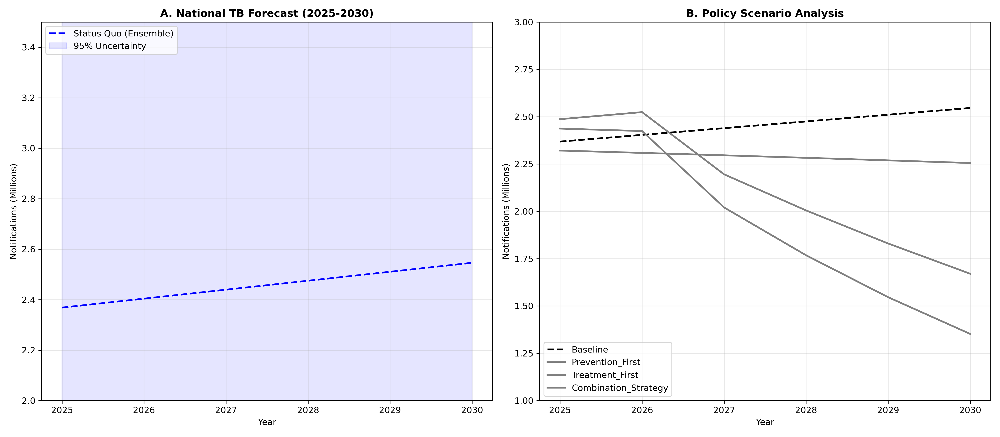 A. National TB Forecast (2025-2030)
Status Quo (Ensemble)
95% Uncertainty
Notifications (Millions)
3.4
3.2
3.0
2.8
2.6
2.4
2.2
2.0
2025 2026 2027 2028 2029 2030
Year
B. Policy Scenario Analysis
Notifications (Millions)
3.00
2.75
2.50
2.25
2.00
1.75
1.50
1.25
1.00
Baseline
Prevention_First
Treatment_First
Combination_Strategy
2025 2026 2027 2028 2029 2030
Year